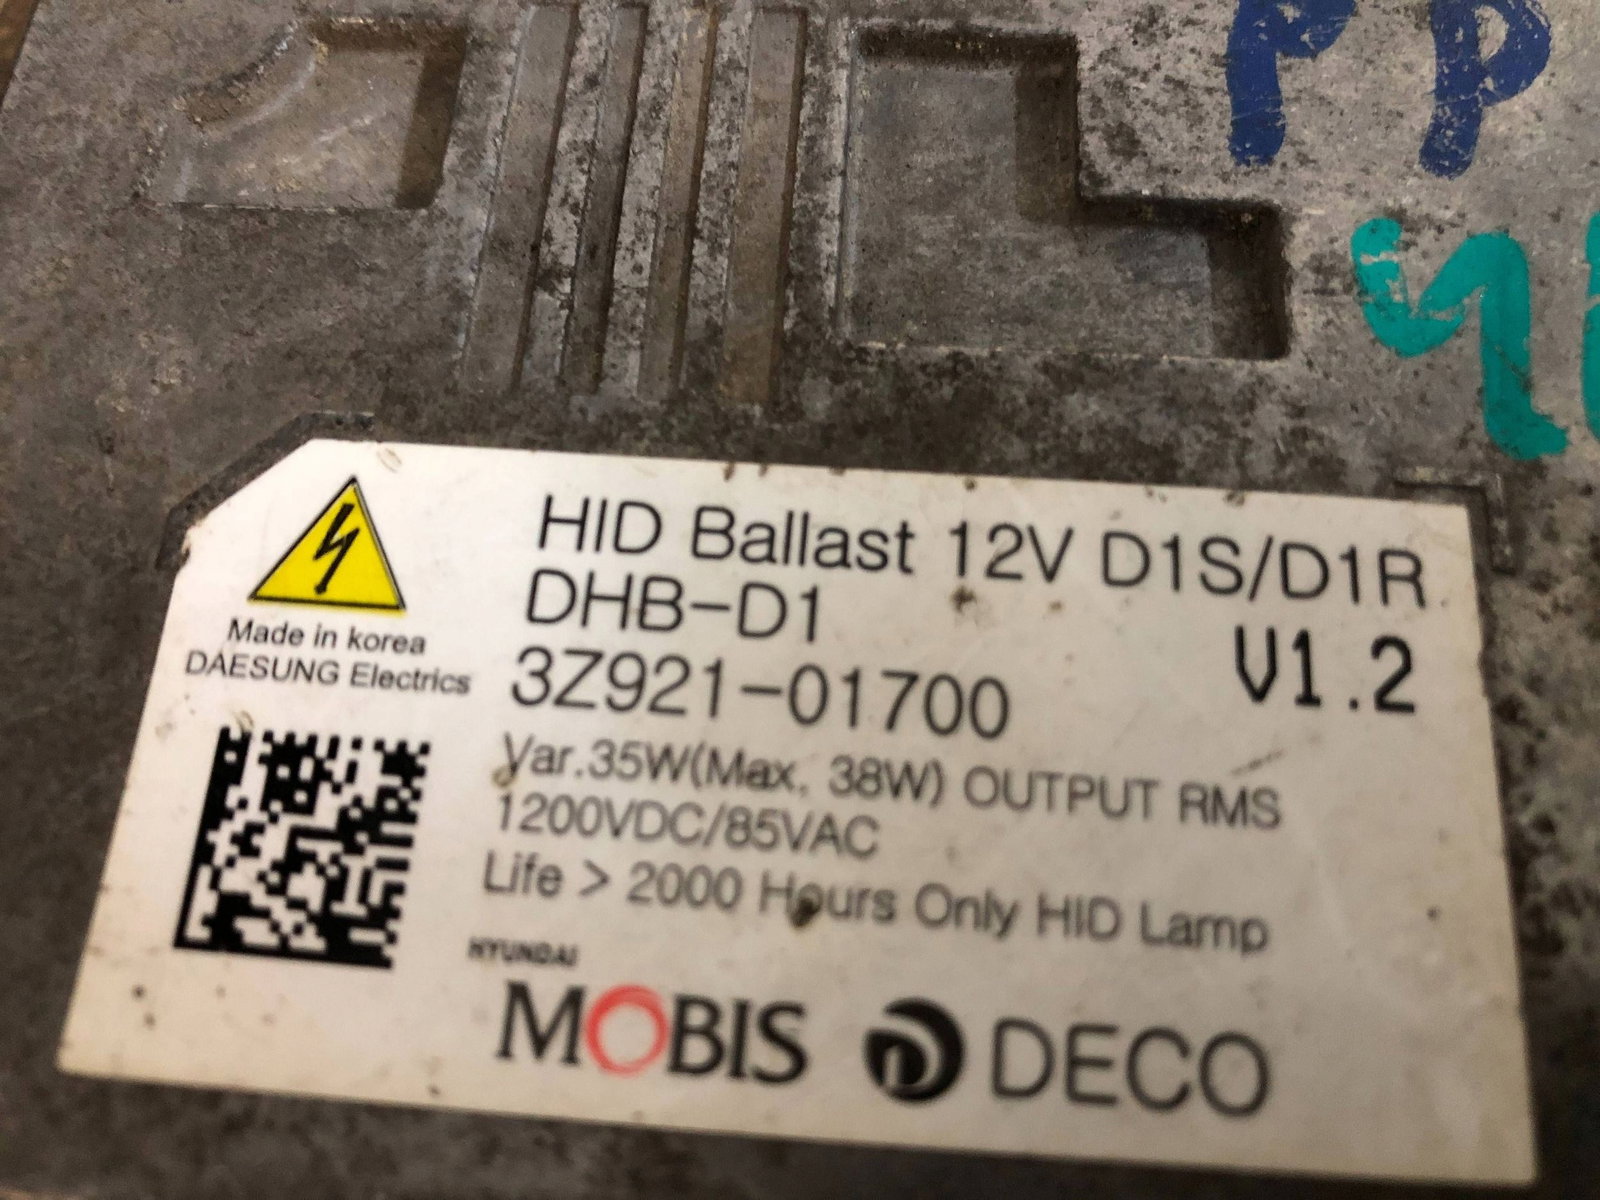 PP
HID Ballast 12V D1S/D1R
DHB-D1
V1.2
3Z921-01700
Made in korea
DAESUNG Electrics
Var.35W(Max. 38W) OUTPUT RMS
1200VDC/85VAC
Life > 2000 Hours Only HID Lamp
HYUNDAI
MOBIS DECO